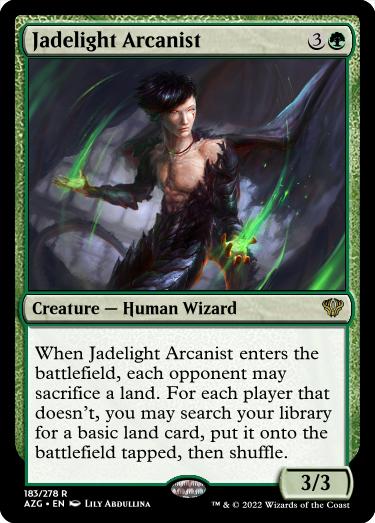 Jadelight Arcanist 3
Creature — Human Wizard
When Jadelight Arcanist enters the
battlefield, each opponent may
sacrifice a land. For each player that
doesn't, you may search your library
for a basic land card, put it onto the
battlefield tapped, then shuffle.
3/3
183/278 R
AZG • EN Lily Abdullina
™ & © 2022 Wizards of the Coast